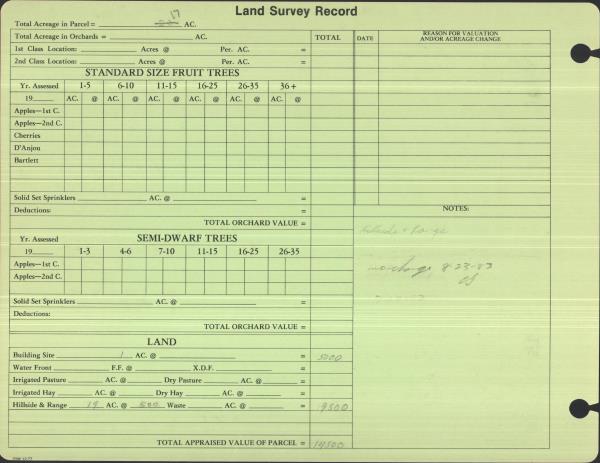 Land Survey Record
Total Acreage in Parcel = 17 AC.
Total Acreage in Orchards = AC. TOTAL DATE REASON FOR VALUATION AND/OR ACREAGE CHANGE
1st Class Location: Acres @ Per. AC. =
2nd Class Location: Acres @ Per. AC. =
STANDARD SIZE FRUIT TREES
Yr. Assessed 1-5 6-10 11-15 16-25 26-35 36+
19 AC. @ AC. @ AC. @ AC. @ AC. @ AC. @
Apples—1st C.
Apples—2nd C.
Cherries
D'Anjou
Bartlett
Solid Set Sprinklers AC. @ =
Deductions: = NOTES:
TOTAL ORCHARD VALUE =
Hillside + Range
Yr. Assessed SEMI-DWARF TREES
19 1-3 4-6 7-10 11-15 16-25 26-35
Apples—1st C.
no change 8-23-83
Apples—2nd C.
Solid Set Sprinklers AC. @ =
Deductions:
TOTAL ORCHARD VALUE =
LAND
Building Site 1 AC. @ = 5000
Water Front F.F. @ X.D.F. =
Irrigated Pasture AC. @ Dry Pasture AC. @ =
Irrigated Hay AC. @ Dry Hay AC. @ =
Hillside & Range 19 AC. @ 500 Waste AC. @ = 9500
TOTAL APPRAISED VALUE OF PARCEL = 14500